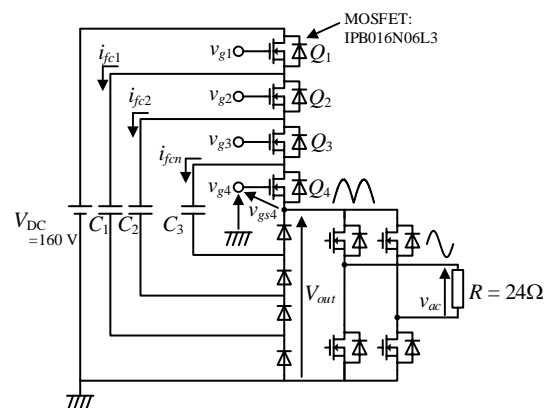 MOSFET:
IPB016N06L3
i_fc1
v_g1
Q_1
i_fc2
v_g2
Q_2
v_g3
Q_3
i_fcn
v_g4
Q_4
v_gs4
V_DC
=160 V
C_1
C_2
C_3
V_out
v_ac
R = 24Ω